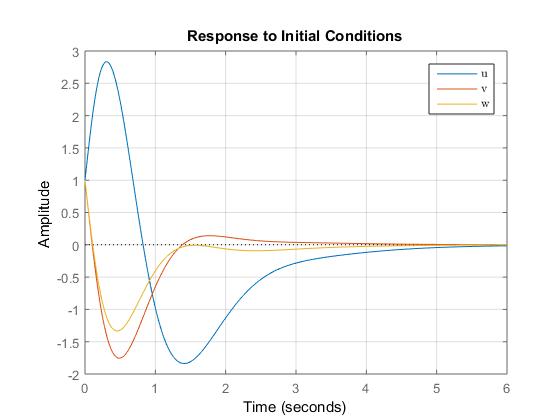 Response to Initial Conditions
3
2.5
2
1.5
1
0.5
0
-0.5
-1
-1.5
-2
Amplitude
u
v
w
0 1 2 3 4 5 6
Time (seconds)